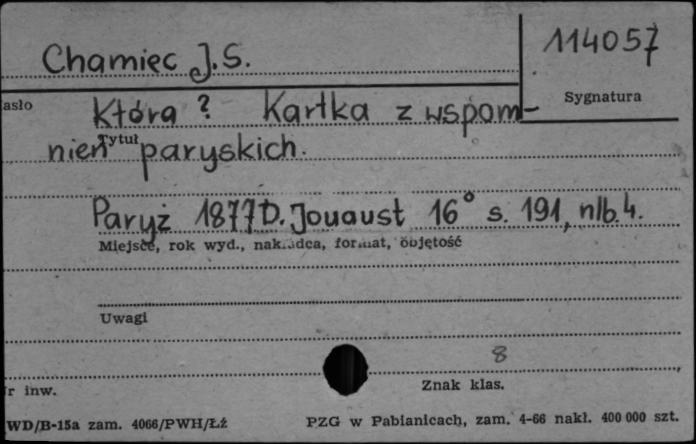 Chamiec J.S.
114057
asło
Sygnatura
Która ? Kartka z wspom-
Tytuł
nień paryskich.
Paryż 1877 D. Jouaust 16° s. 191, nlb. 4.
Miejsce, rok wyd., nakładca, format, objętość
Uwagi
8
r inw.
Znak klas.
WD/B-15a zam. 4066/PWH/Łź
PZG w Pabianicach, zam. 4-66 nakł. 400 000 szt.